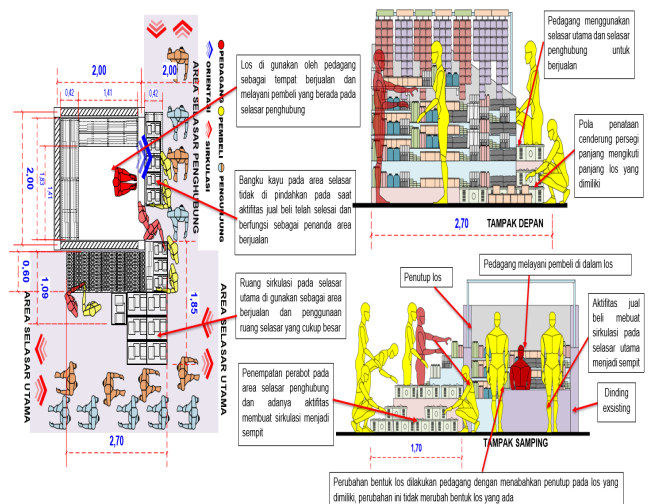 2,00
2,00
0,42
1,41
0,42
2,00
1,63
1,41
0,60
1,09
1,85
2,70
AREA SELASAR PENGHUBUNG
AREA SELASAR UTAMA
AREA SELASAR UTAMA
PEDAGANG
PEMBELI
PENGUNJUNG
ORIENTASI
SIRKULASI
Los di gunakan oleh pedagang
sebagai tempat berjualan dan
melayani pembeli yang berada pada
selasar penghubung
Bangku kayu pada area selasar
tidak di pindahkan pada saat
aktifitas jual beli telah selesai dan
berfungsi sebagai penanda area
berjualan
Ruang sirkulasi pada selasar
utama di gunakan sebagai area
berjualan dan penggunaan
ruang selasar yang cukup besar
Penempatan perabot pada
area selasar penghubung
dan adanya aktifitas
membuat sirkulasi menjadi
sempit
Pedagang menggunakan
selasar utama dan selasar
penghubung untuk
berjualan
Pola penataan
cenderung persegi
panjang mengikuti
panjang los yang
dimiliki
2,70
TAMPAK DEPAN
Penutup los
Pedagang melayani pembeli di dalam los
Aktifitas jual
beli mebuat
sirkulasi pada
selasar utama
menjadi sempit
Dinding
exsisting
1,70
TAMPAK SAMPING
Perubahan bentuk los dilakukan pedagang dengan menabahkan penutup pada los yang
dimiliki, perubahan ini tidak merubah bentuk los yang ada